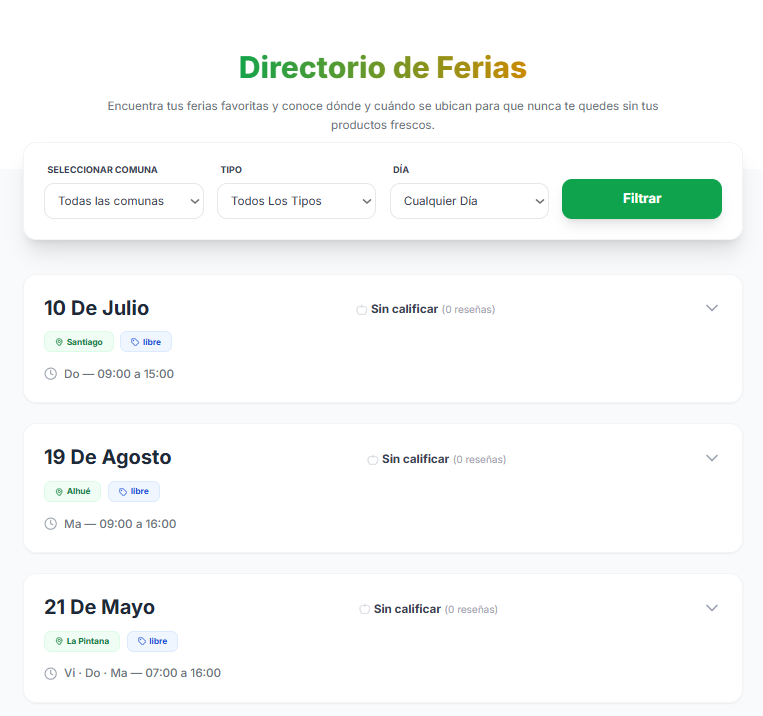 Directorio de Ferias
Encuentra tus ferias favoritas y conoce dónde y cuándo se ubican para que nunca te quedes sin tus
productos frescos.
SELECCIONAR COMUNA TIPO DÍA
Todas las comunas Todos Los Tipos Cualquier Día Filtrar
10 De Julio Sin calificar (0 reseñas)
Santiago libre
Do — 09:00 a 15:00
19 De Agosto Sin calificar (0 reseñas)
Alhué libre
Ma — 09:00 a 16:00
21 De Mayo Sin calificar (0 reseñas)
La Pintana libre
Vi · Do · Ma — 07:00 a 16:00